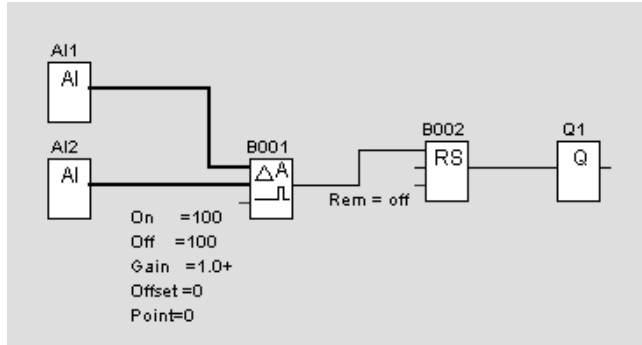 AI1
AI
AI2
AI
B001
△A
B002
RS
Q1
Q
Rem = off
On =100
Off =100
Gain =1.0+
Offset=0
Point=0